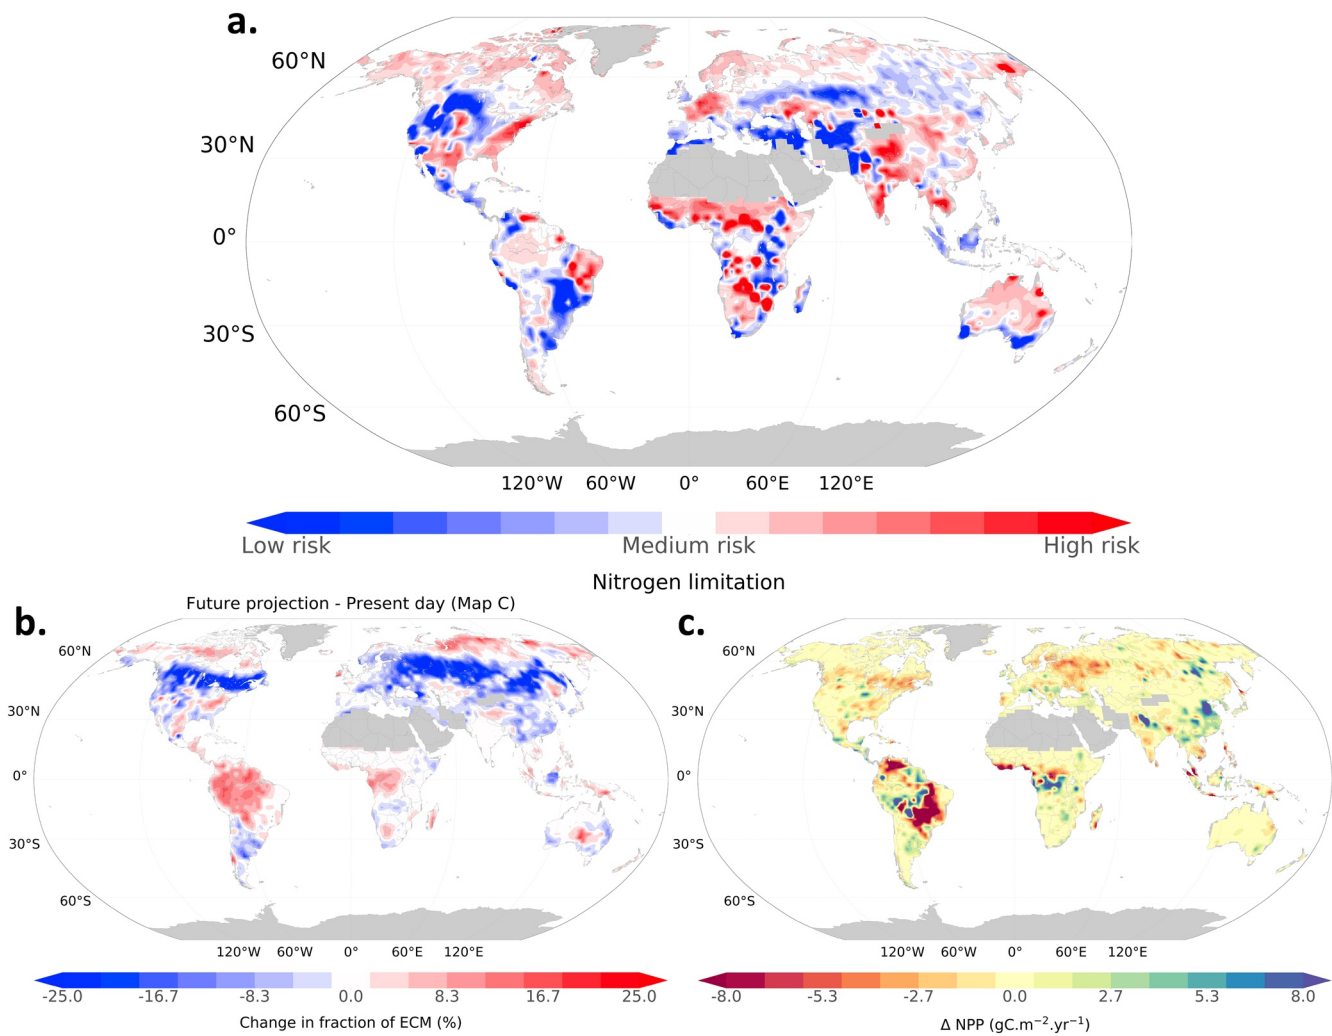 a.
60°N
30°N
0°
30°S
60°S
120°W 60°W 0° 60°E 120°E
Low risk Medium risk High risk
Nitrogen limitation
Future projection - Present day (Map C)
b.
60°N
30°N
0°
30°S
60°S
120°W 60°W 0° 60°E 120°E
-25.0 -16.7 -8.3 0.0 8.3 16.7 25.0
Change in fraction of ECM (%)
c.
60°N
30°N
0°
30°S
60°S
120°W 60°W 0° 60°E 120°E
-8.0 -5.3 -2.7 0.0 2.7 5.3 8.0
Δ NPP (gC.m⁻².yr⁻¹)